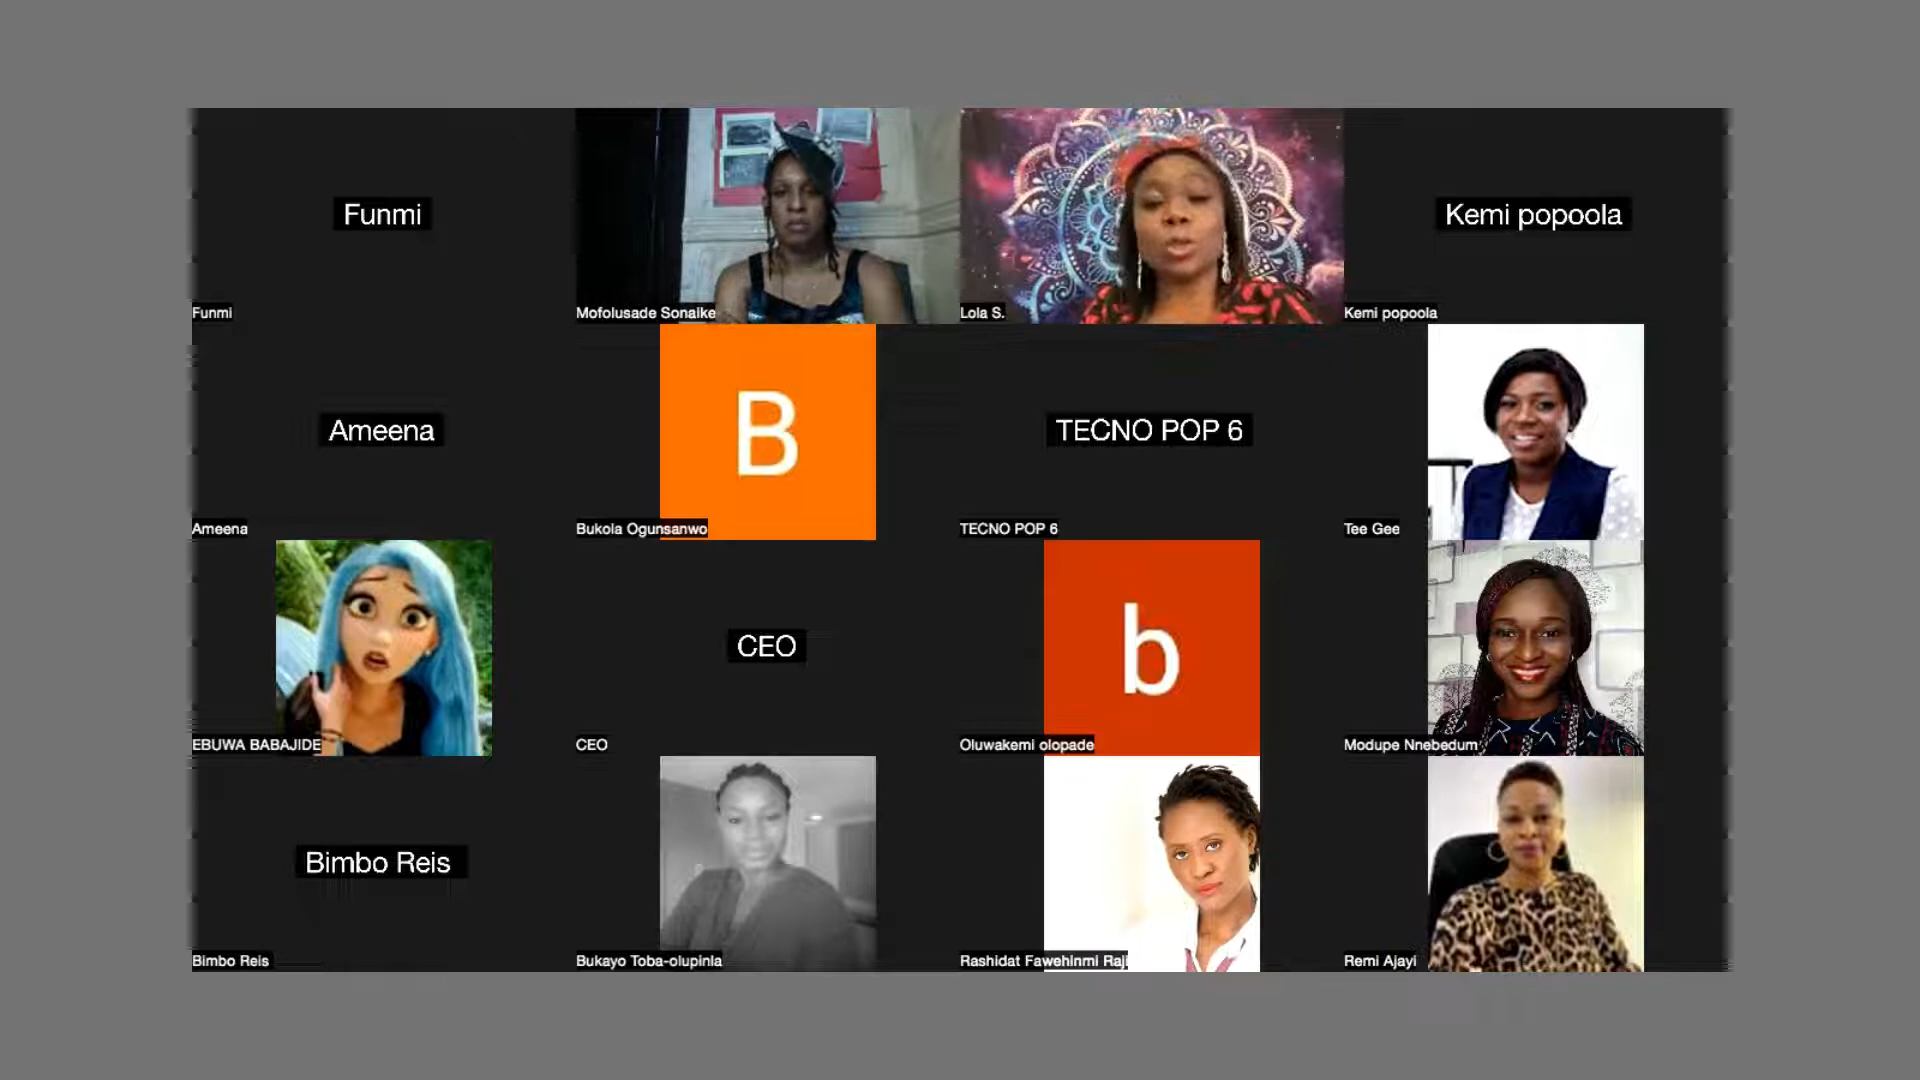 Funmi
Funmi
Mofolusade Sonaike
Lola S.
Kemi popoola
Kemi popoola
Ameena
Ameena
B
Bukola Ogunsanwo
TECNO POP 6
TECNO POP 6
Tee Gee
EBUWA BABAJIDE
CEO
CEO
b
Oluwakemi olopade
Modupe Nnebedum
Bimbo Reis
Bimbo Reis
Bukayo Toba-olupinla
Rashidat Fawehinmi Raji
Remi Ajayi